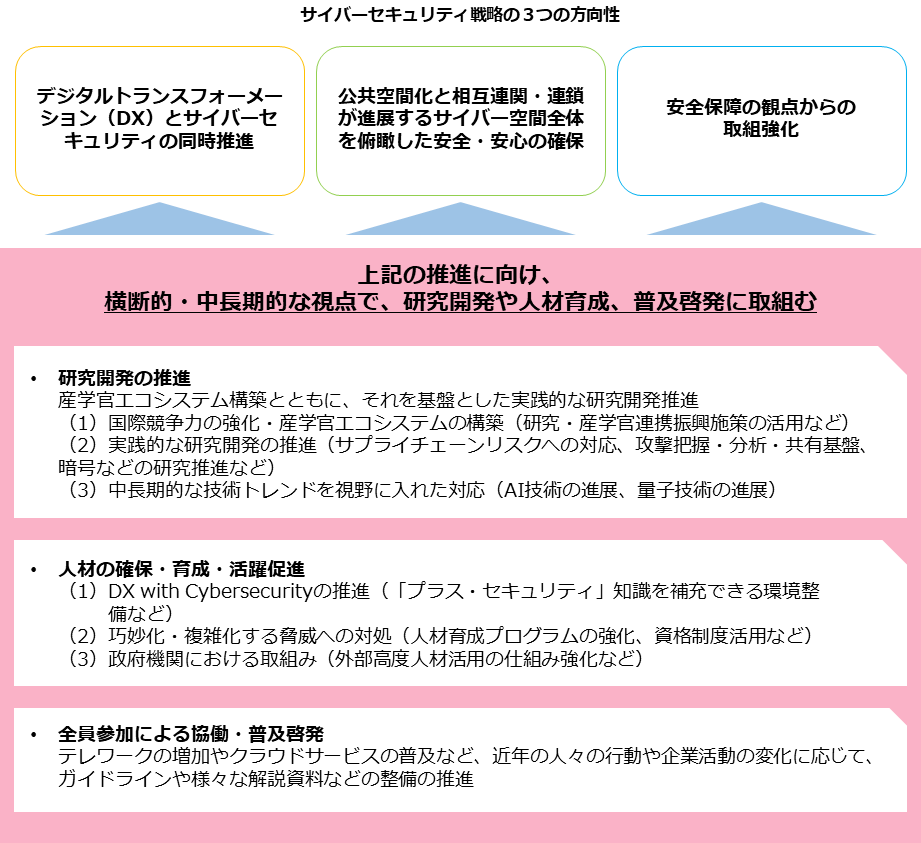 サイバーセキュリティ戦略の３つの方向性
デジタルトランスフォーメー
ション（DX）とサイバーセ
キュリティの同時推進
公共空間化と相互連関・連鎖
が進展するサイバー空間全体
を俯瞰した安全・安心の確保
安全保障の観点からの
取組強化
上記の推進に向け、
横断的・中長期的な視点で、研究開発や人材育成、普及啓発に取組む
• 研究開発の推進
産学官エコシステム構築とともに、それを基盤とした実践的な研究開発推進
（1）国際競争力の強化・産学官エコシステムの構築（研究・産学官連携振興施策の活用など）
（2）実践的な研究開発の推進（サプライチェーンリスクへの対応、攻撃把握・分析・共有基盤、
暗号などの研究推進など）
（3）中長期的な技術トレンドを視野に入れた対応（AI技術の進展、量子技術の進展）
• 人材の確保・育成・活躍促進
（1）DX with Cybersecurityの推進（「プラス・セキュリティ」知識を補充できる環境整
備など）
（2）巧妙化・複雑化する脅威への対処（人材育成プログラムの強化、資格制度活用など）
（3）政府機関における取組み（外部高度人材活用の仕組み強化など）
• 全員参加による協働・普及啓発
テレワークの増加やクラウドサービスの普及など、近年の人々の行動や企業活動の変化に応じて、
ガイドラインや様々な解説資料などの整備の推進